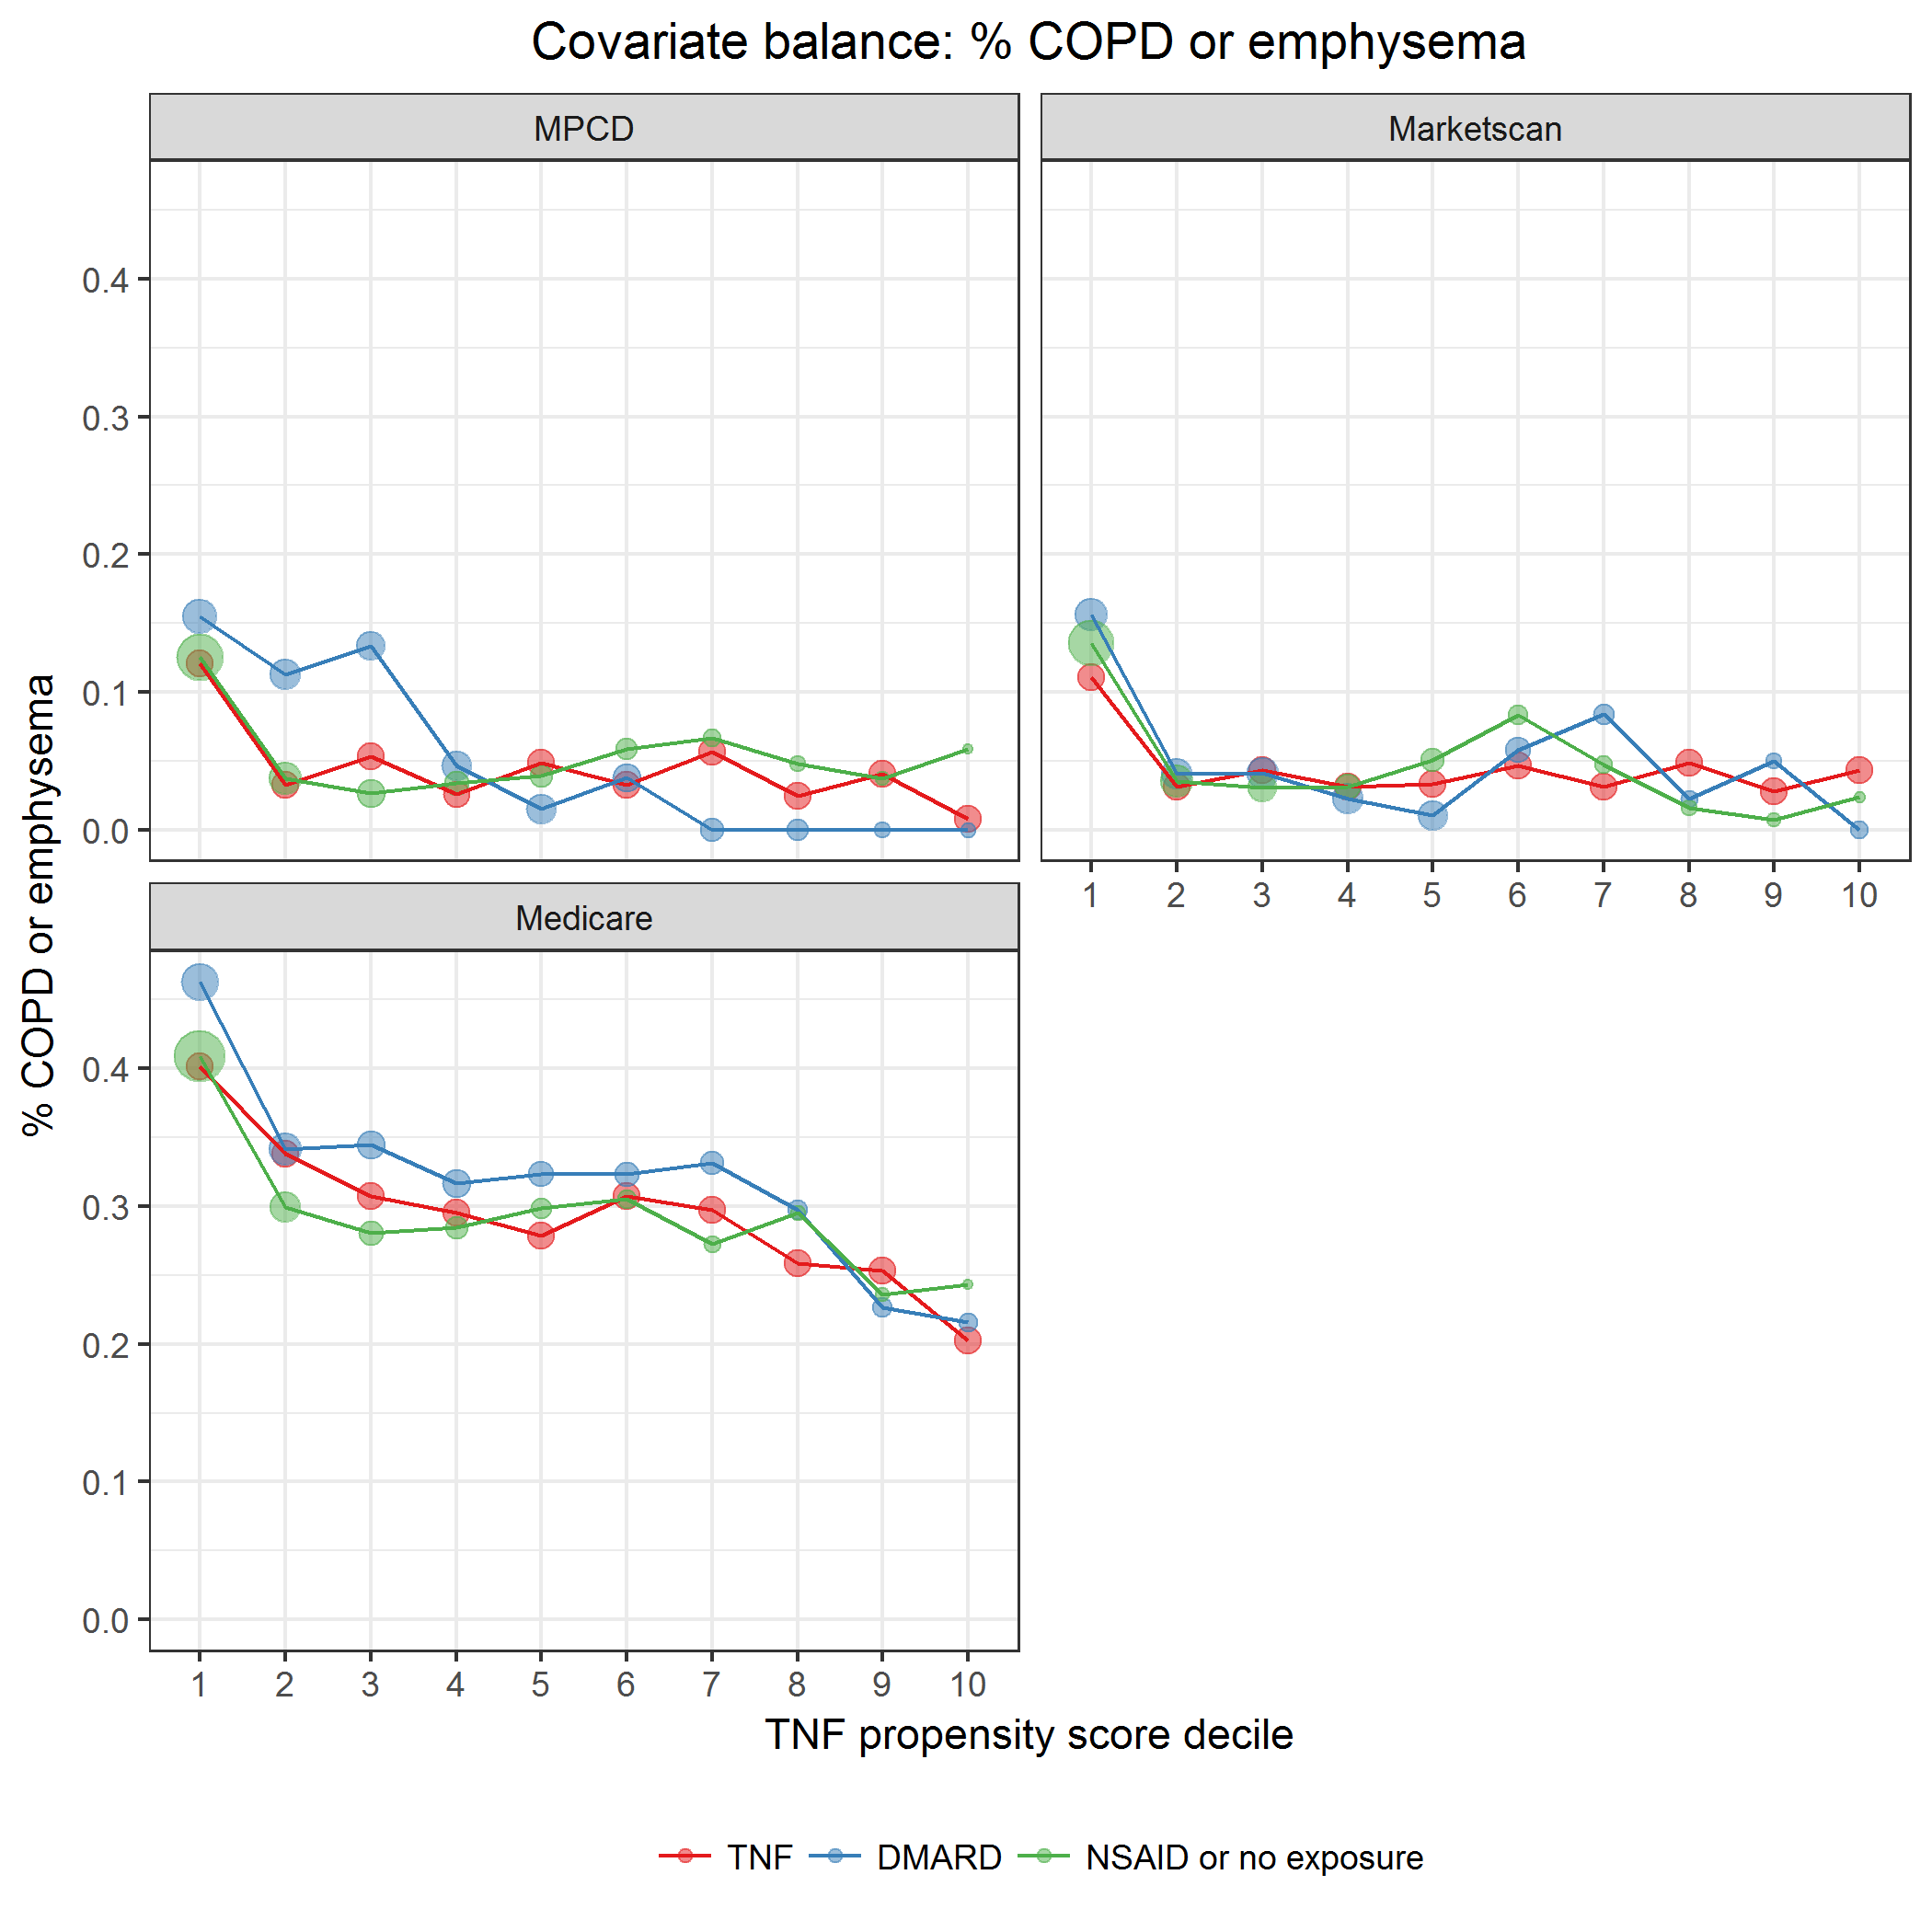 Covariate balance: % COPD or emphysema
MPCD
Marketscan
% COPD or emphysema
0.4
0.3
0.2
0.1
0.0
1 2 3 4 5 6 7 8 9 10
Medicare
0.4
0.3
0.2
0.1
0.0
1 2 3 4 5 6 7 8 9 10
TNF propensity score decile
TNF DMARD NSAID or no exposure